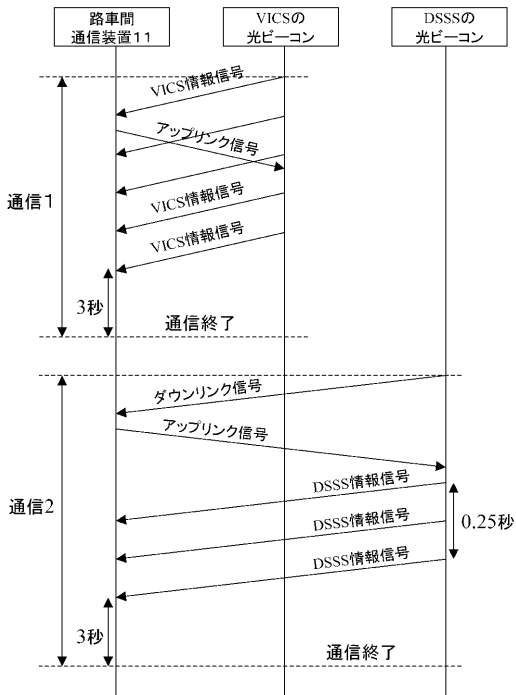 路車間
通信装置11
VICSの
光ビーコン
DSSSの
光ビーコン
VICS情報信号
アップリンク信号
通信1
VICS情報信号
VICS情報信号
3秒
通信終了
ダウンリンク信号
アップリンク信号
DSSS情報信号
通信2
DSSS情報信号
0.25秒
DSSS情報信号
3秒
通信終了